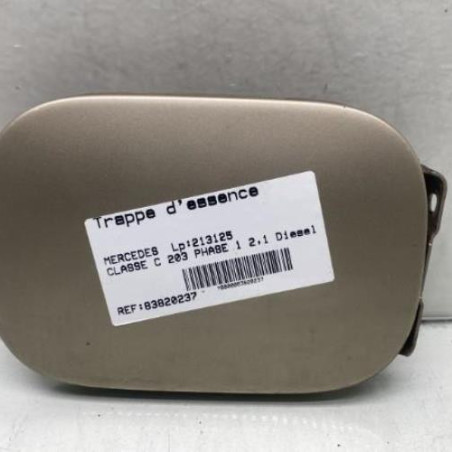 Trappe d'essence
MERCEDES Lp:213125
CLASSE C 203 PHASE 1 2.1 Diesel
REF:83820237